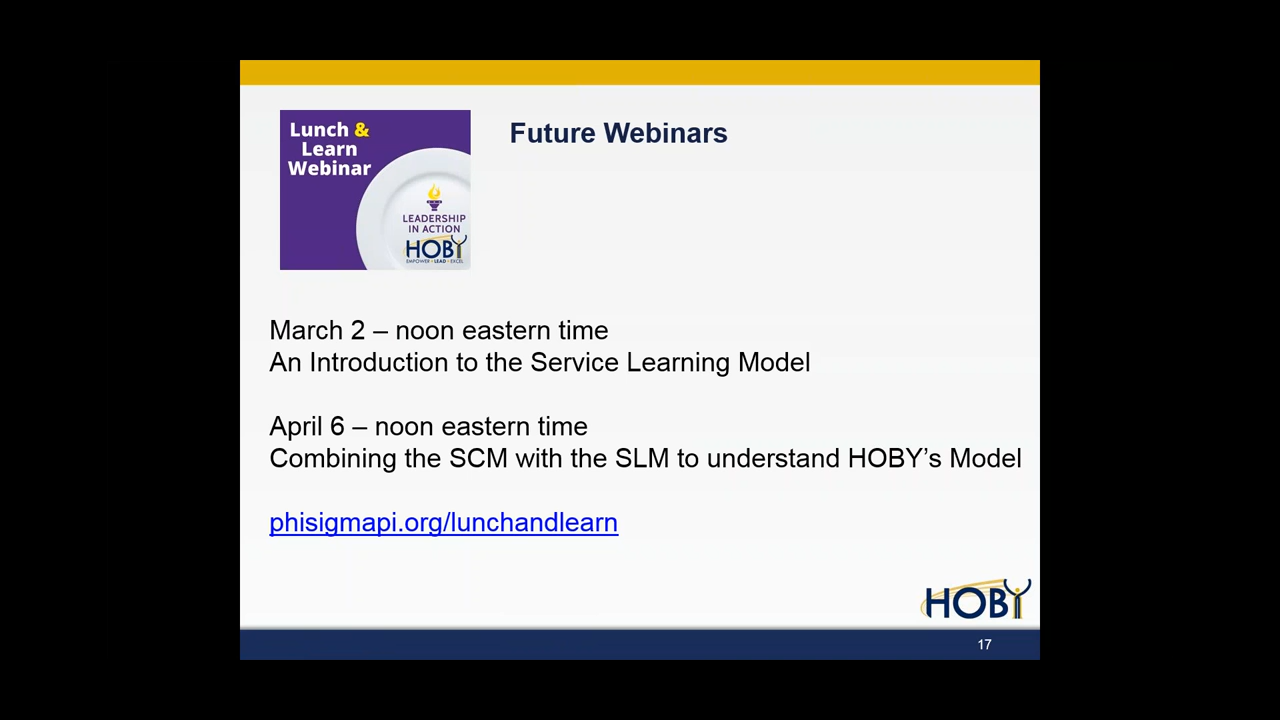 Lunch &
Learn
Webinar
LEADERSHIP
IN ACTION
HOBY
EMPOWER • LEAD • EXCEL
Future Webinars
March 2 – noon eastern time
An Introduction to the Service Learning Model
April 6 – noon eastern time
Combining the SCM with the SLM to understand HOBY’s Model
phisigmapi.org/lunchandlearn
HOBY
17